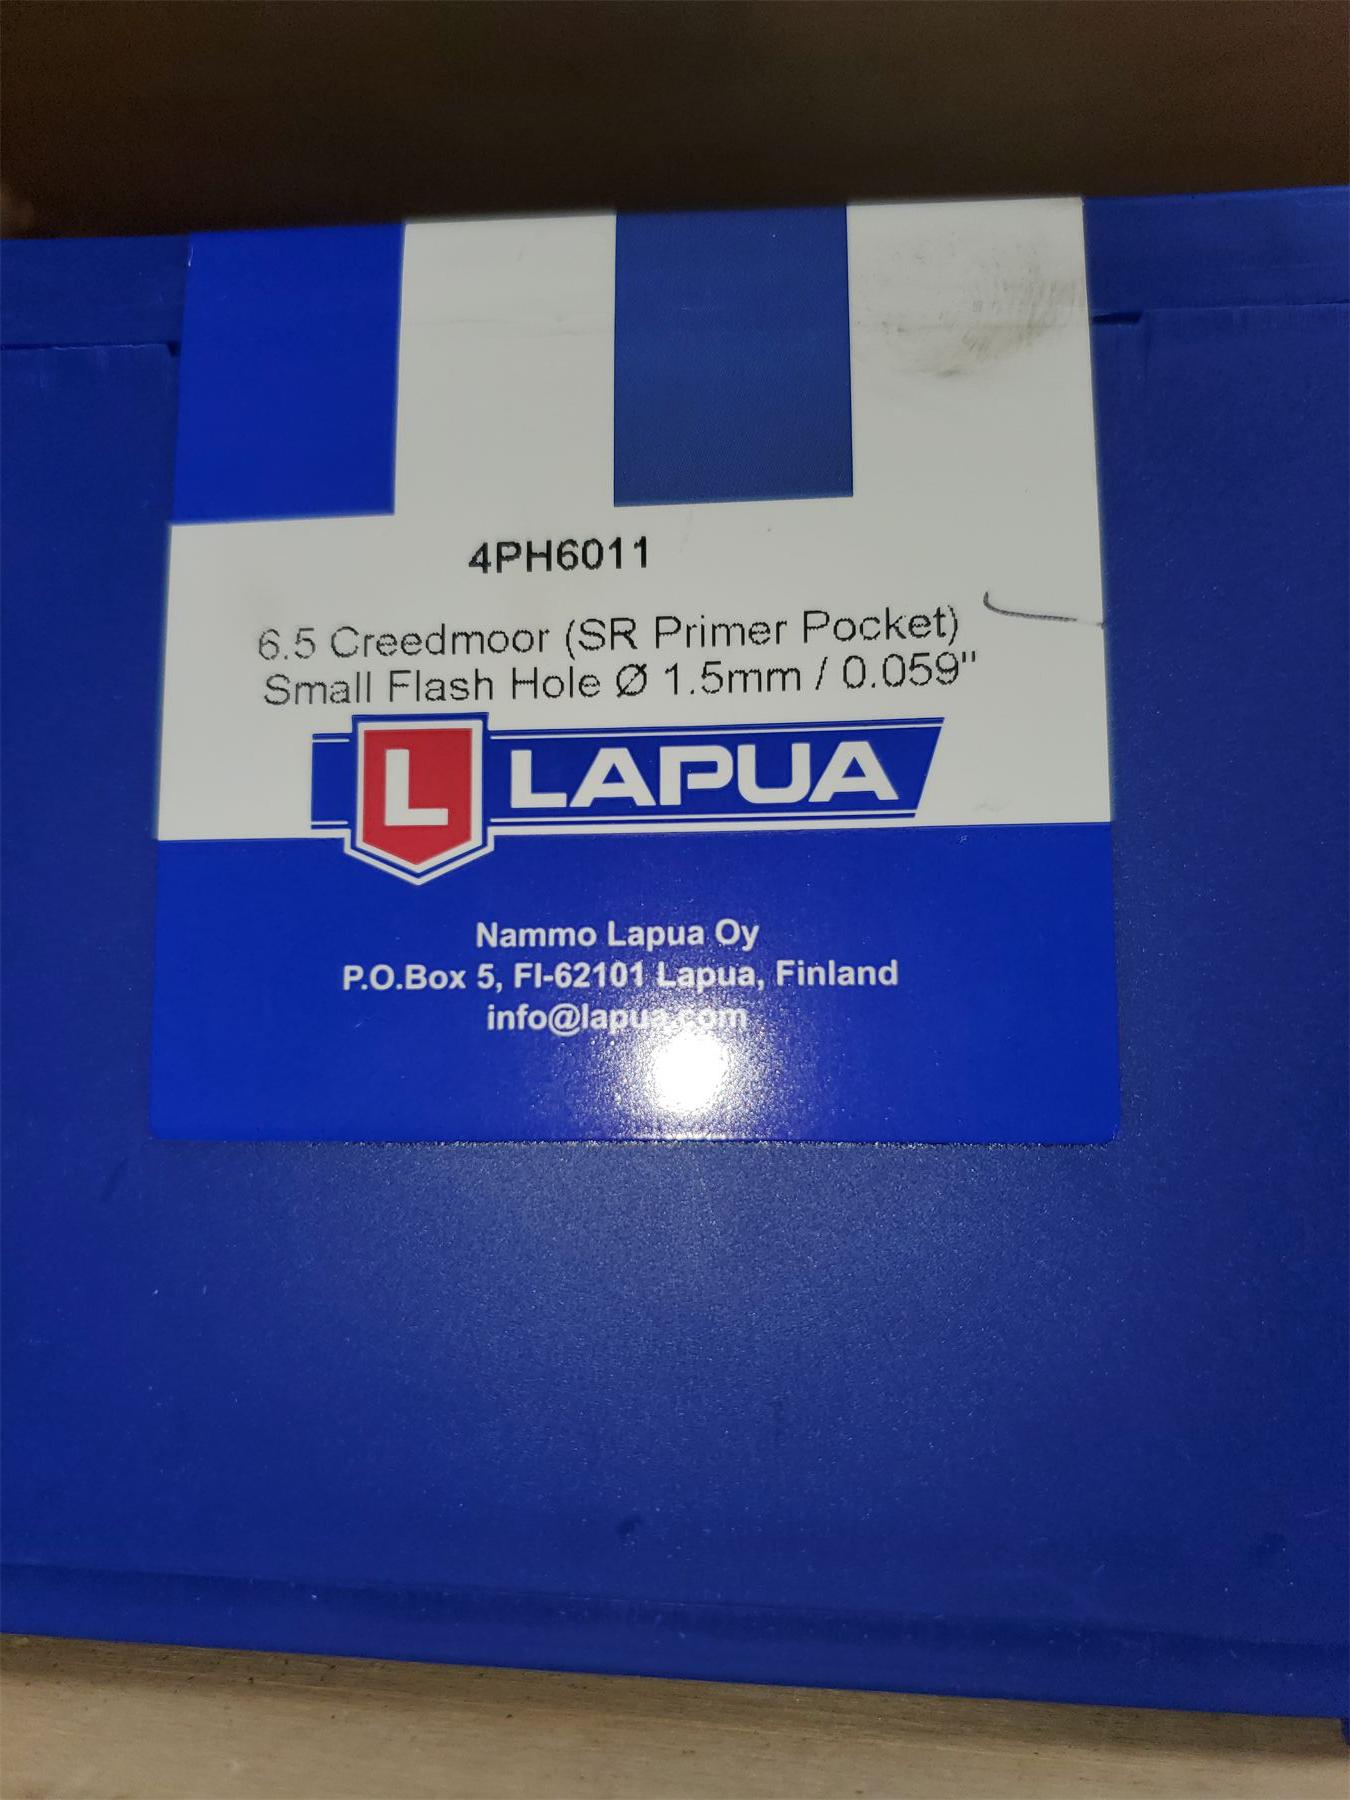 4PH6011
6.5 Creedmoor (SR Primer Pocket)
Small Flash Hole Ø 1.5mm / 0.059"
L LAPUA
Nammo Lapua Oy
P.O.Box 5, FI-62101 Lapua, Finland
info@lapua.com